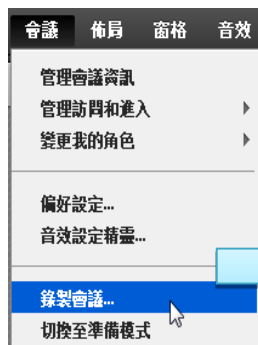 會議 佈局 窗格 音效
管理會議資訊
管理訪問和進入
變更我的角色
偏好設定...
音效設定精靈...
錄製會議...
切換至準備模式